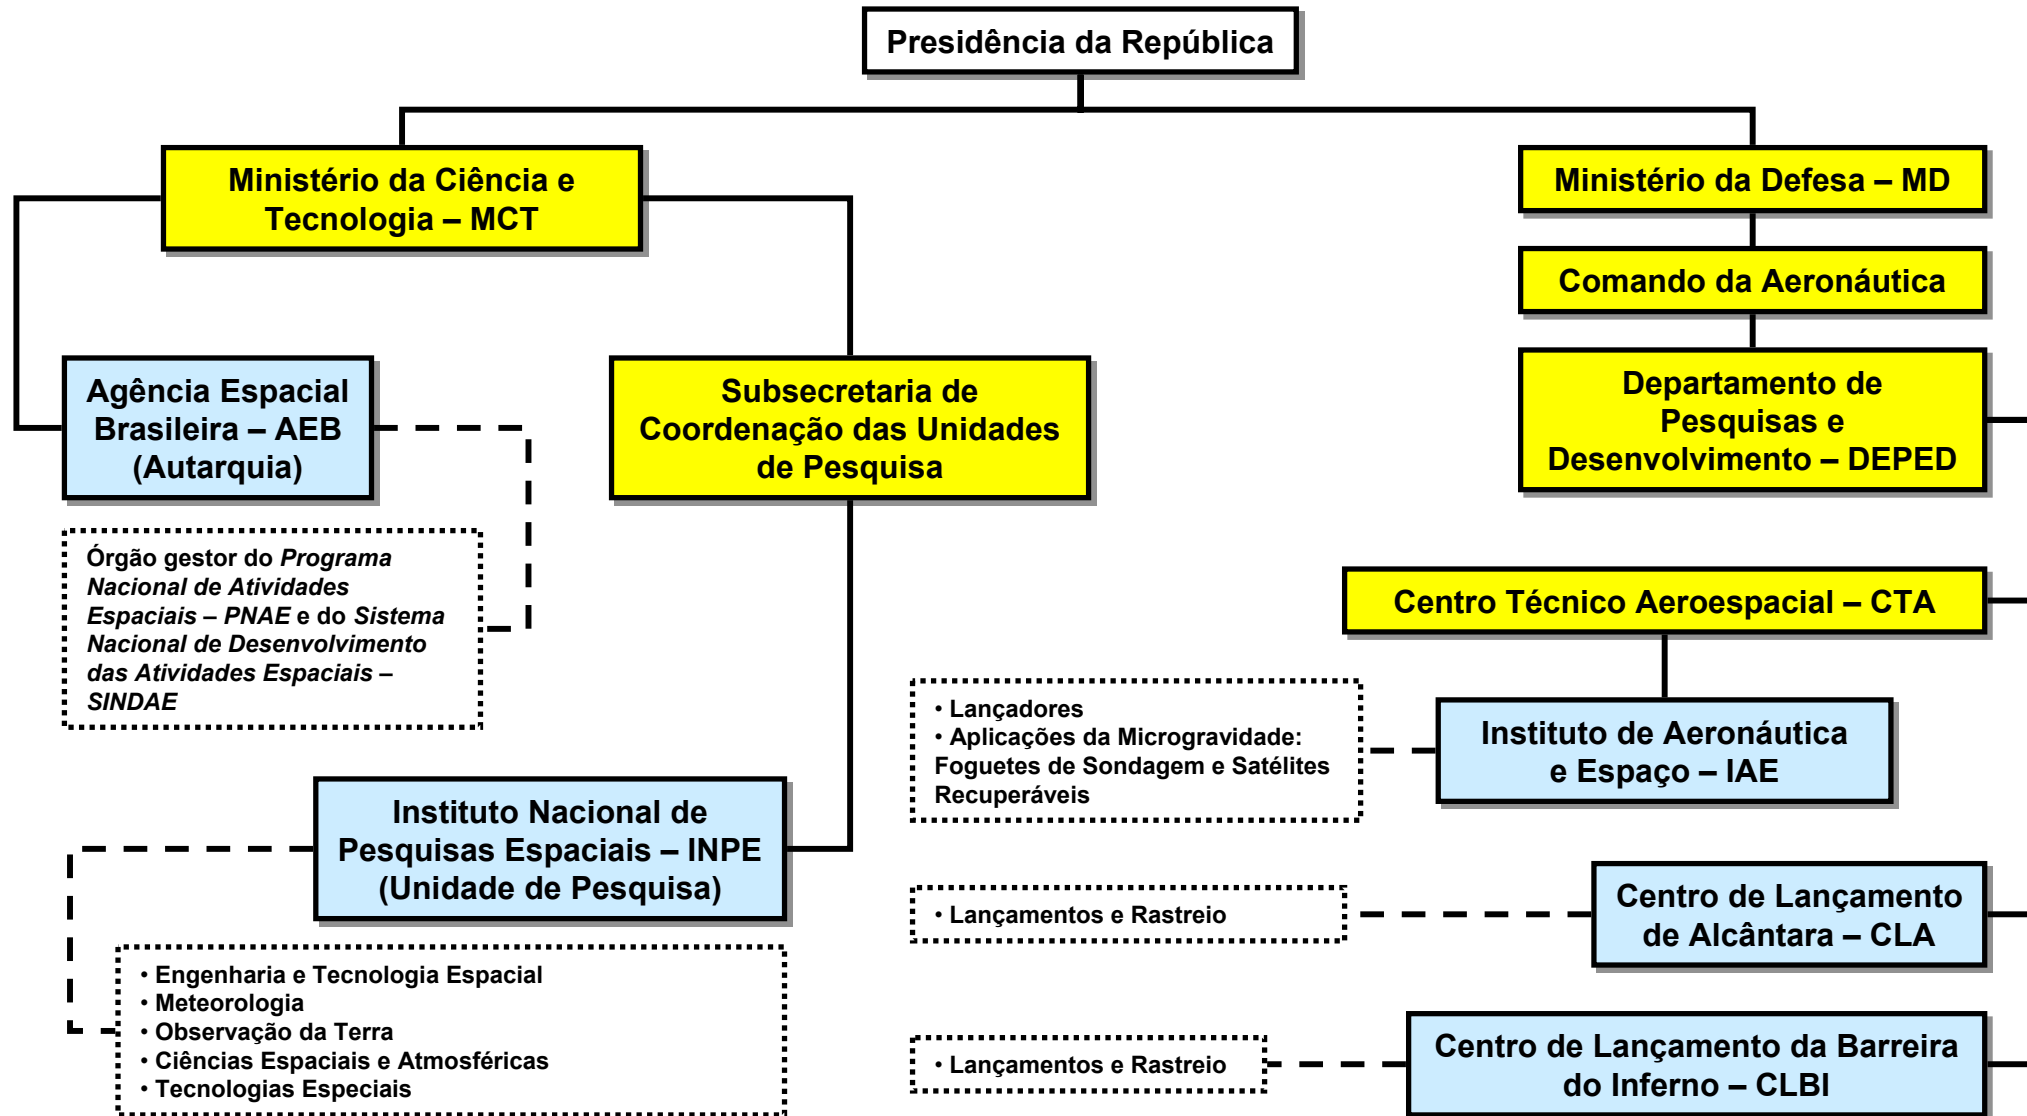 Presidência da República
Ministério da Ciência e
Tecnologia – MCT
Ministério da Defesa – MD
Comando da Aeronáutica
Agência Espacial
Brasileira – AEB
(Autarquia)
Subsecretaria de
Coordenação das Unidades
de Pesquisa
Departamento de
Pesquisas e
Desenvolvimento – DEPED
Órgão gestor do Programa
Nacional de Atividades
Espaciais – PNAE e do Sistema
Nacional de Desenvolvimento
das Atividades Espaciais –
SINDAE
Centro Técnico Aeroespacial – CTA
• Lançadores
• Aplicações da Microgravidade:
Foguetes de Sondagem e Satélites
Recuperáveis
Instituto de Aeronáutica
e Espaço – IAE
Instituto Nacional de
Pesquisas Espaciais – INPE
(Unidade de Pesquisa)
• Lançamentos e Rastreio
Centro de Lançamento
de Alcântara – CLA
• Engenharia e Tecnologia Espacial
• Meteorologia
• Observação da Terra
• Ciências Espaciais e Atmosféricas
• Tecnologias Especiais
• Lançamentos e Rastreio
Centro de Lançamento da Barreira
do Inferno – CLBI